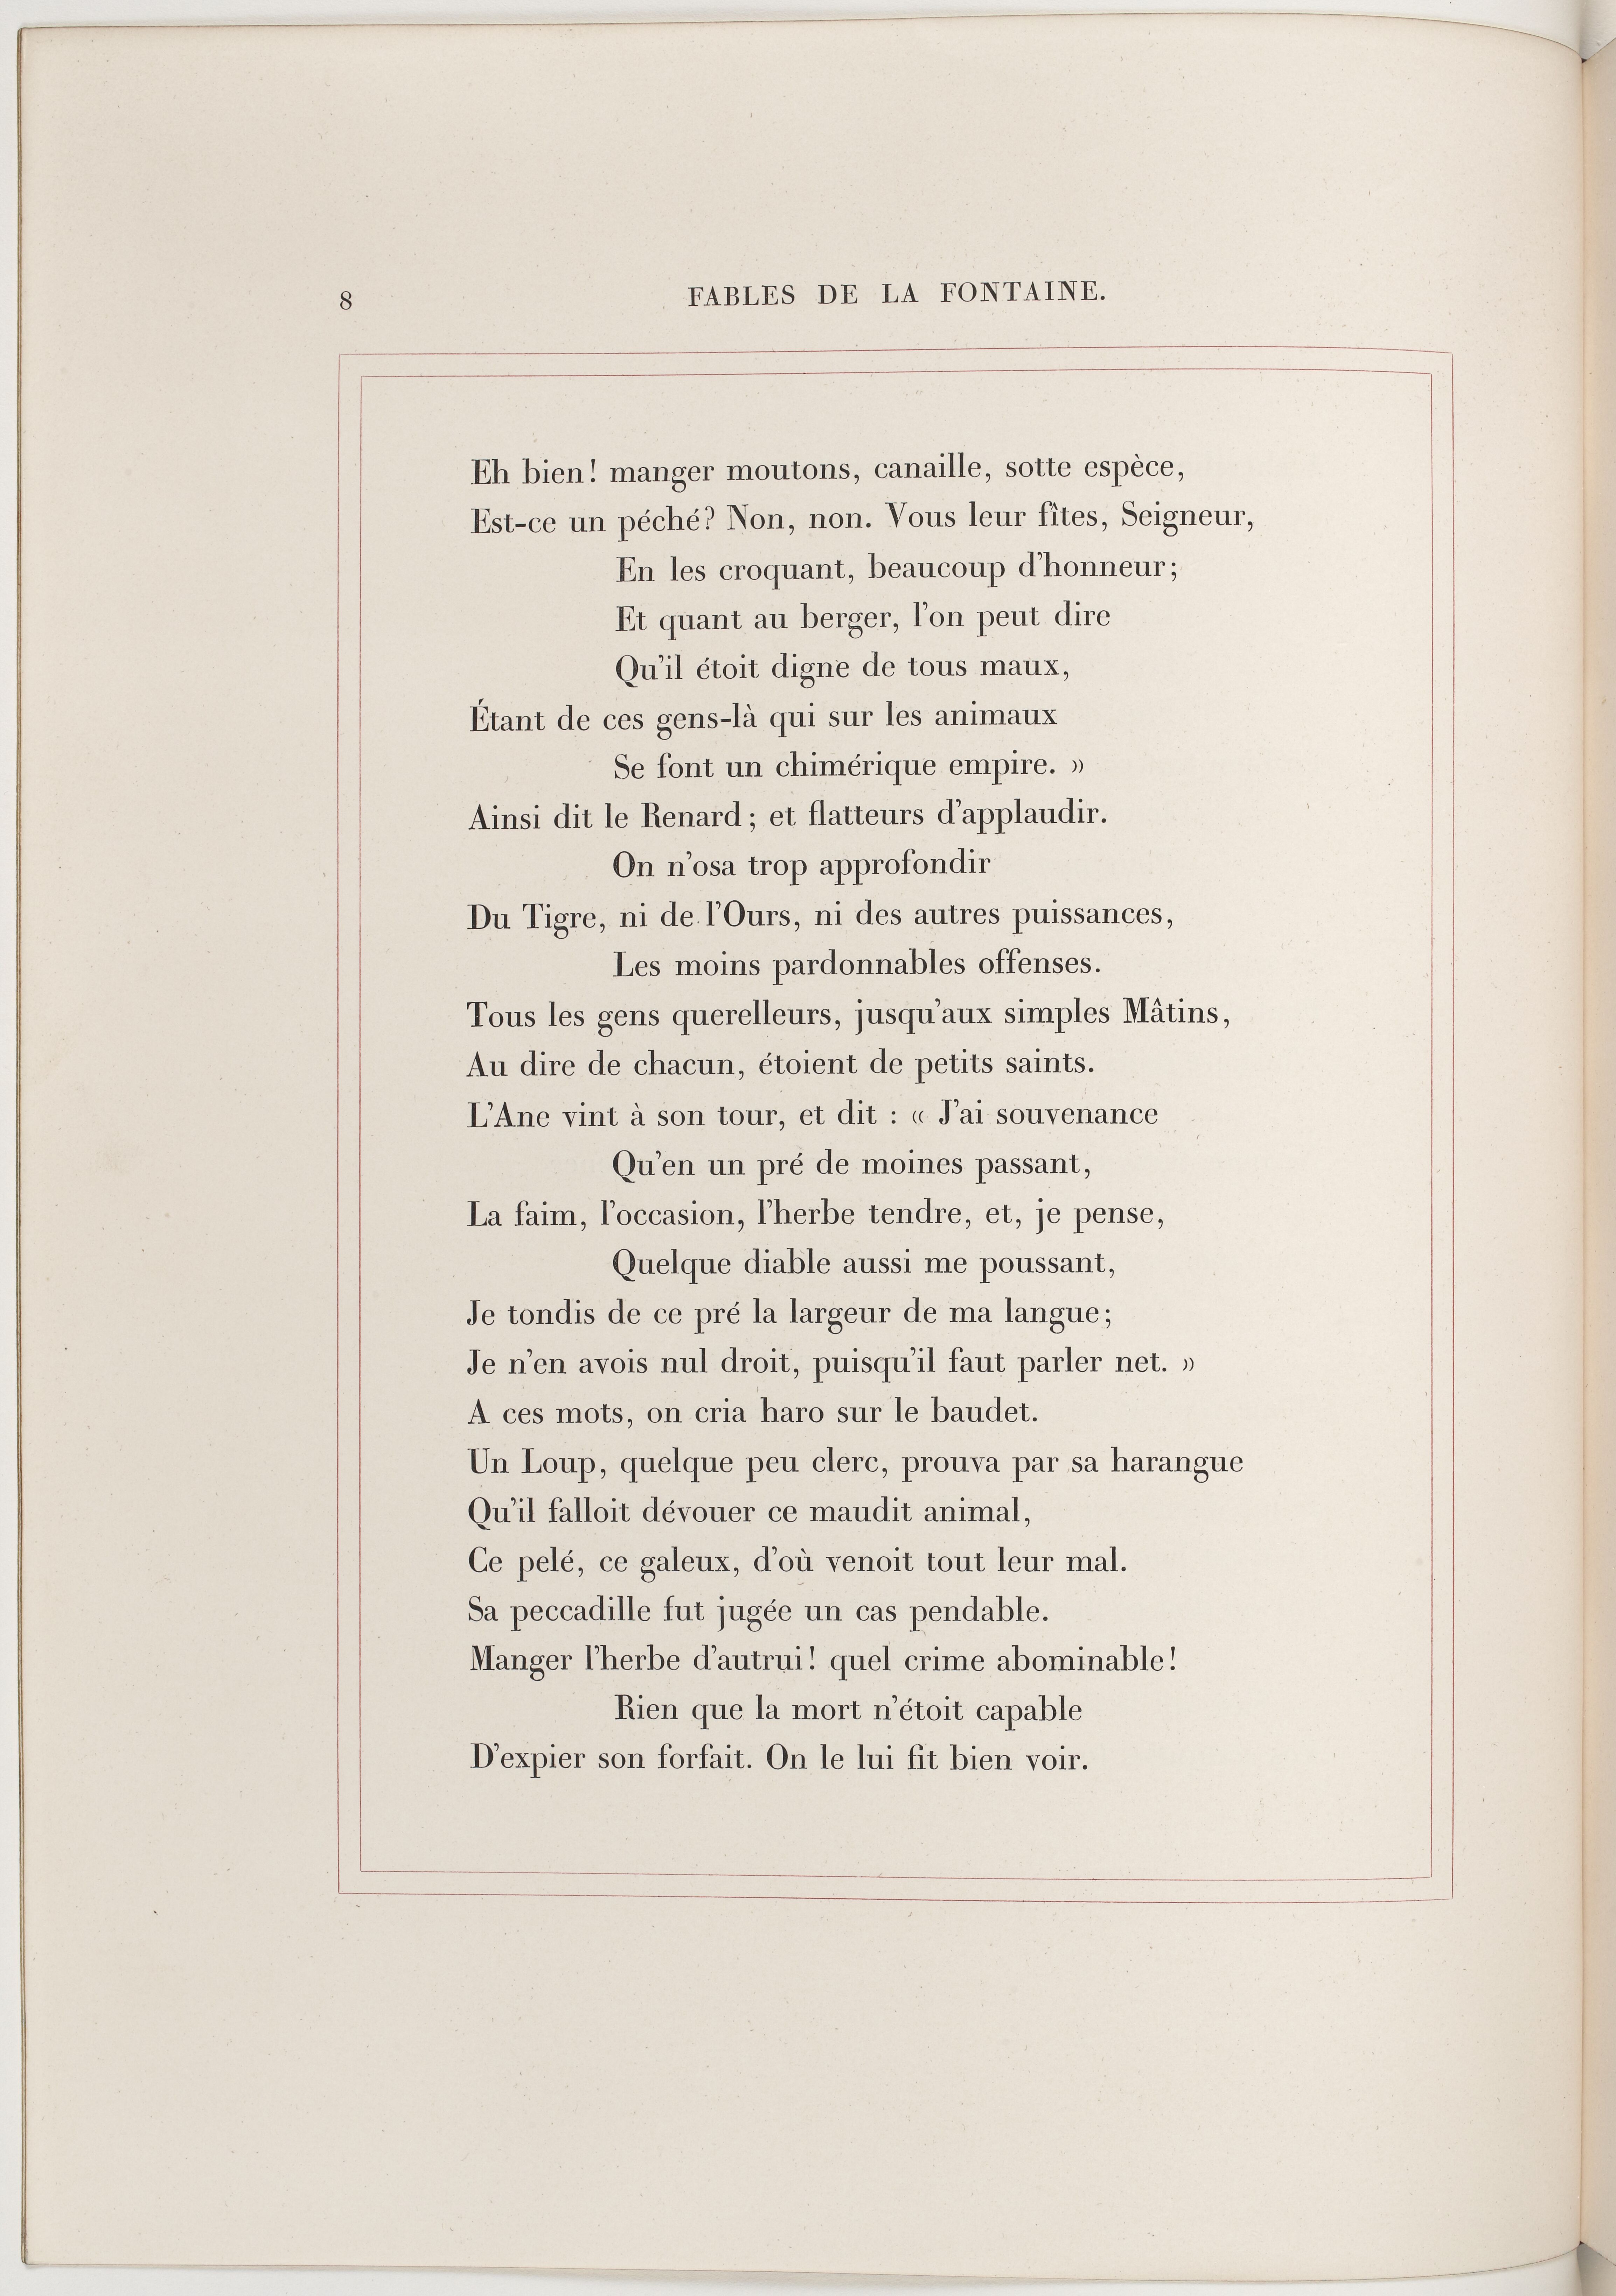 8
FABLES DE LA FONTAINE.
Eh bien! manger moutons, canaille, sotte espèce,
Est-ce un péché? Non, non. Vous leur fîtes, Seigneur,
En les croquant, beaucoup d'honneur;
Et quant au berger, l'on peut dire
Qu'il étoit digne de tous maux,
Étant de ces gens-là qui sur les animaux
Se font un chimérique empire. »
Ainsi dit le Renard; et flatteurs d'applaudir.
On n'osa trop approfondir
Du Tigre, ni de l'Ours, ni des autres puissances,
Les moins pardonnables offenses.
Tous les gens querelleurs, jusqu'aux simples Mâtins,
Au dire de chacun, étoient de petits saints.
L'Ane vint à son tour, et dit : « J'ai souvenance
Qu'en un pré de moines passant,
La faim, l'occasion, l'herbe tendre, et, je pense,
Quelque diable aussi me poussant,
Je tondis de ce pré la largeur de ma langue;
Je n'en avois nul droit, puisqu'il faut parler net. »
A ces mots, on cria haro sur le baudet.
Un Loup, quelque peu clerc, prouva par sa harangue
Qu'il falloit dévouer ce maudit animal,
Ce pelé, ce galeux, d'où venoit tout leur mal.
Sa peccadille fut jugée un cas pendable.
Manger l'herbe d'autrui! quel crime abominable!
Rien que la mort n'étoit capable
D'expier son forfait. On le lui fit bien voir.